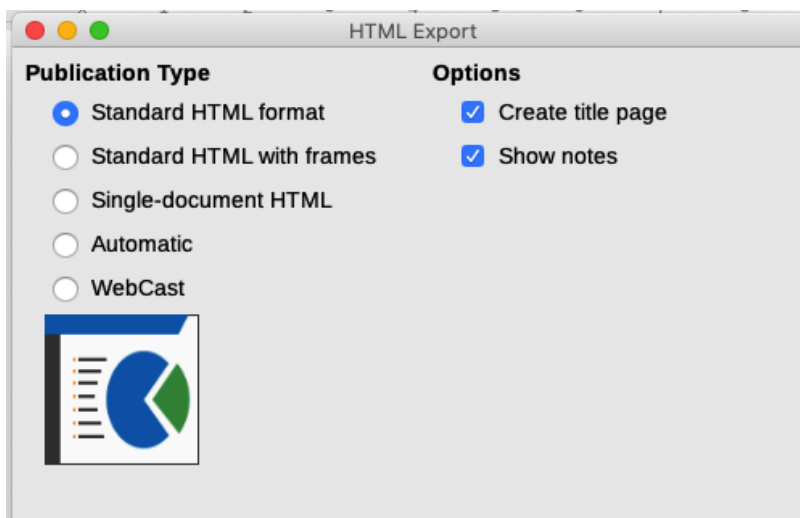 HTML Export
Publication Type
Standard HTML format
Standard HTML with frames
Single-document HTML
Automatic
WebCast
Options
Create title page
Show notes